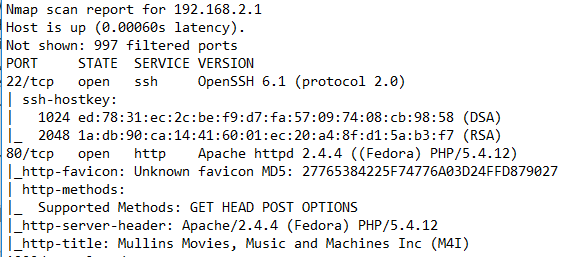 Nmap scan report for 192.168.2.1
Host is up (0.00060s latency).
Not shown: 997 filtered ports
PORT     STATE  SERVICE VERSION
22/tcp   open   ssh     OpenSSH 6.1 (protocol 2.0)
| ssh-hostkey:
|   1024 ed:78:31:ec:2c:be:f9:d7:fa:57:09:74:08:cb:98:58 (DSA)
|_  2048 1a:db:90:ca:14:41:60:01:ec:20:a4:8f:d1:5a:b3:f7 (RSA)
80/tcp   open   http    Apache httpd 2.4.4 ((Fedora) PHP/5.4.12)
|_http-favicon: Unknown favicon MD5: 27765384225F74776A03D24FFD879027
| http-methods:
|_  Supported Methods: GET HEAD POST OPTIONS
|_http-server-header: Apache/2.4.4 (Fedora) PHP/5.4.12
|_http-title: Mullins Movies, Music and Machines Inc (M4I)